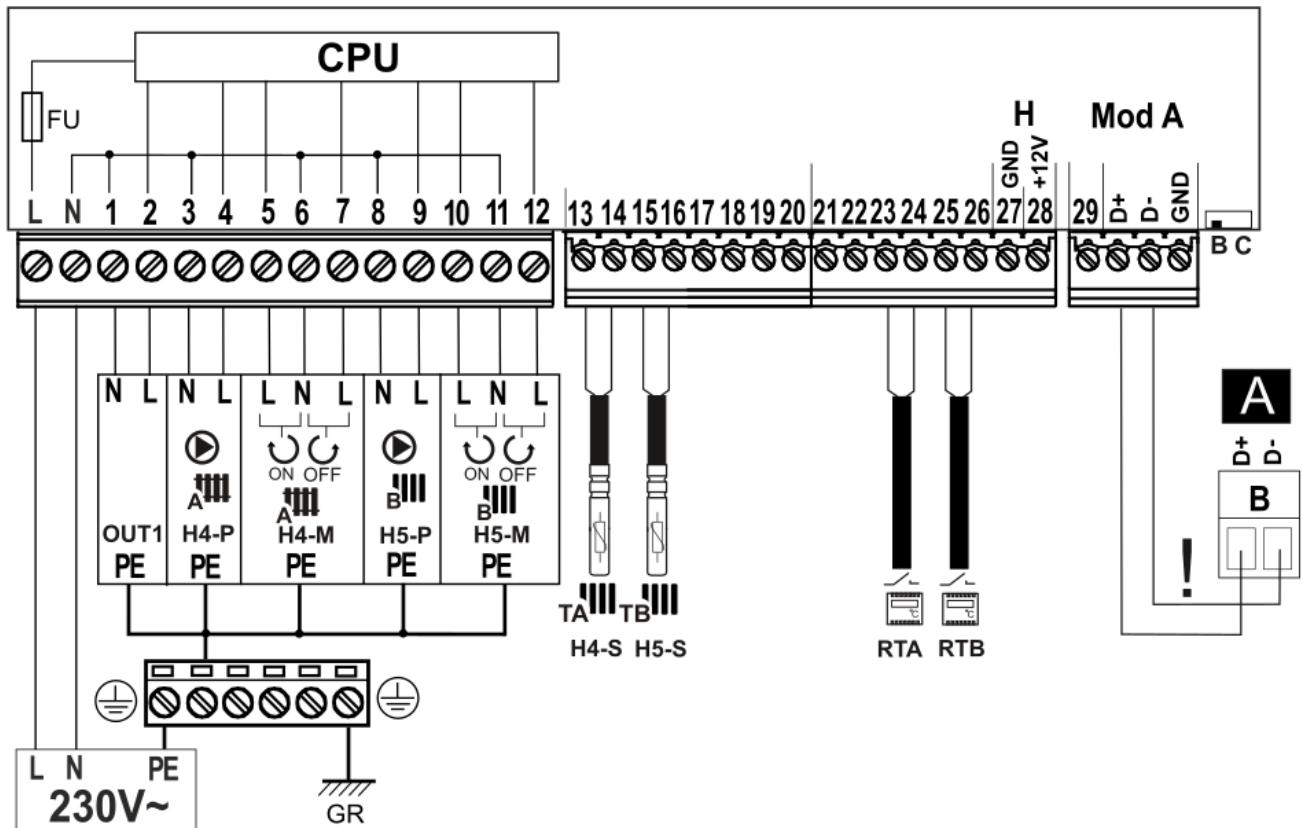 CPU
FU
H
Mod A
GND
+12V
D+
D-
GND
L N 1 2 3 4 5 6 7 8 9 10 11 12
13 14 15 16 17 18 19 20 21 22 23 24 25 26 27 28
29
B C
N L N L L N L N L L N L
ON OFF
ON OFF
A
A
B
B
OUT1 H4-P H4-M H5-P H5-M
PE PE PE PE PE
TA TB
H4-S H5-S
°C °C
RTA RTB
!
A
D+
D-
B
L N PE
230V~
GR